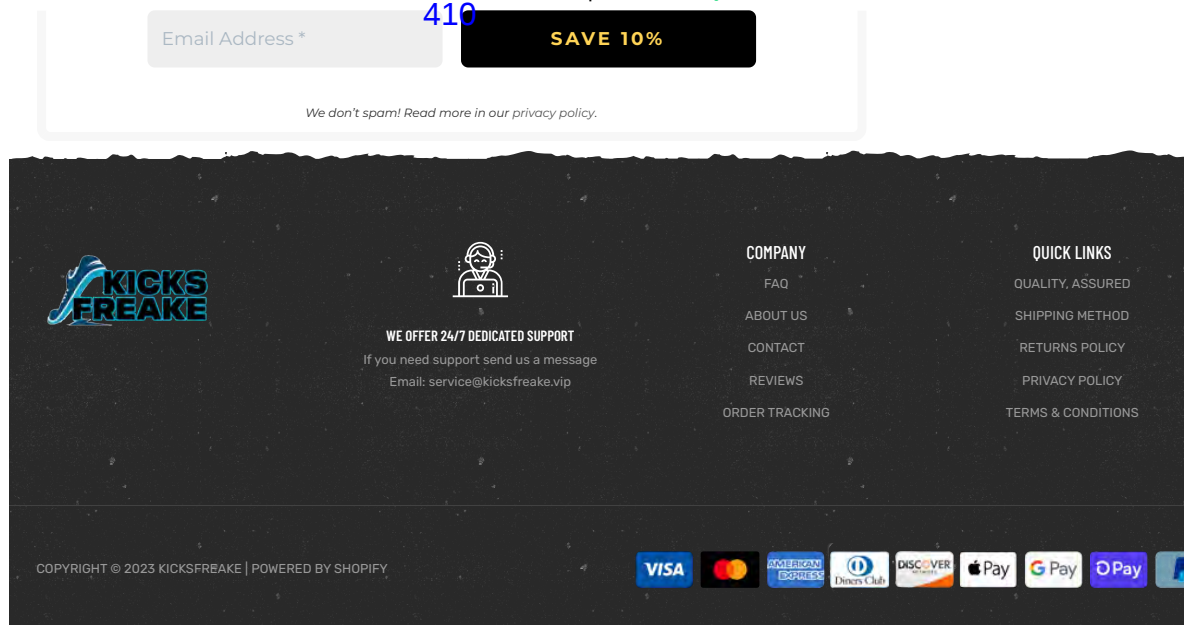 410
Email Address *
SAVE 10%
We don't spam! Read more in our privacy policy.
KICKS
FREAKE
WE OFFER 24/7 DEDICATED SUPPORT
If you need support send us a message
Email: service@kicksfreake.vip
COMPANY
FAQ
ABOUT US
CONTACT
REVIEWS
ORDER TRACKING
QUICK LINKS
QUALITY, ASSURED
SHIPPING METHOD
RETURNS POLICY
PRIVACY POLICY
TERMS & CONDITIONS
COPYRIGHT © 2023 KICKSFREAKE | POWERED BY SHOPIFY
VISA
AMERICAN
EXPRESS
Diners Club
DISCOVER
Pay
G Pay
Pay